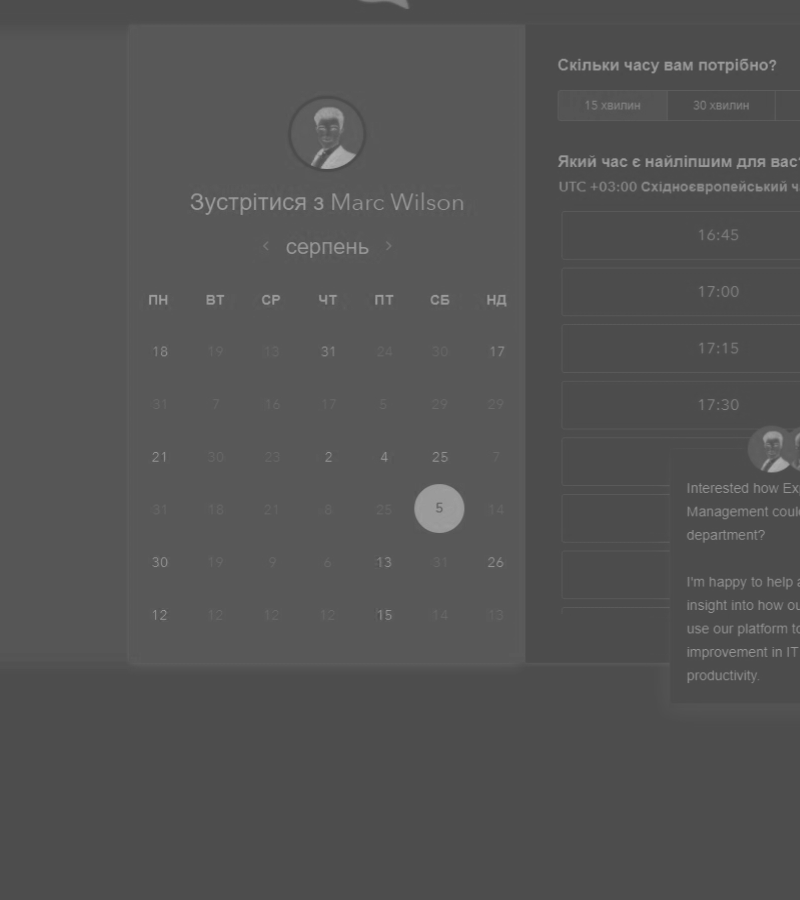 Зустрітися з Marc Wilson
серпень
ПН ВТ СР ЧТ ПТ СБ НД
18 19 13 31 24 30 17
31 7 16 17 5 29 29
21 30 23 2 4 25 7
31 18 21 8 25 5 14
30 19 9 6 13 31 26
12 12 12 12 15 14 13
Скільки часу вам потрібно?
15 хвилин 30 хвилин
Який час є найліпшим для вас
UTC +03:00 Східноєвропейський ч
16:45
17:00
17:15
17:30
Interested how Ex
Management coul
department?
I'm happy to help a
insight into how ou
use our platform to
improvement in IT
productivity.